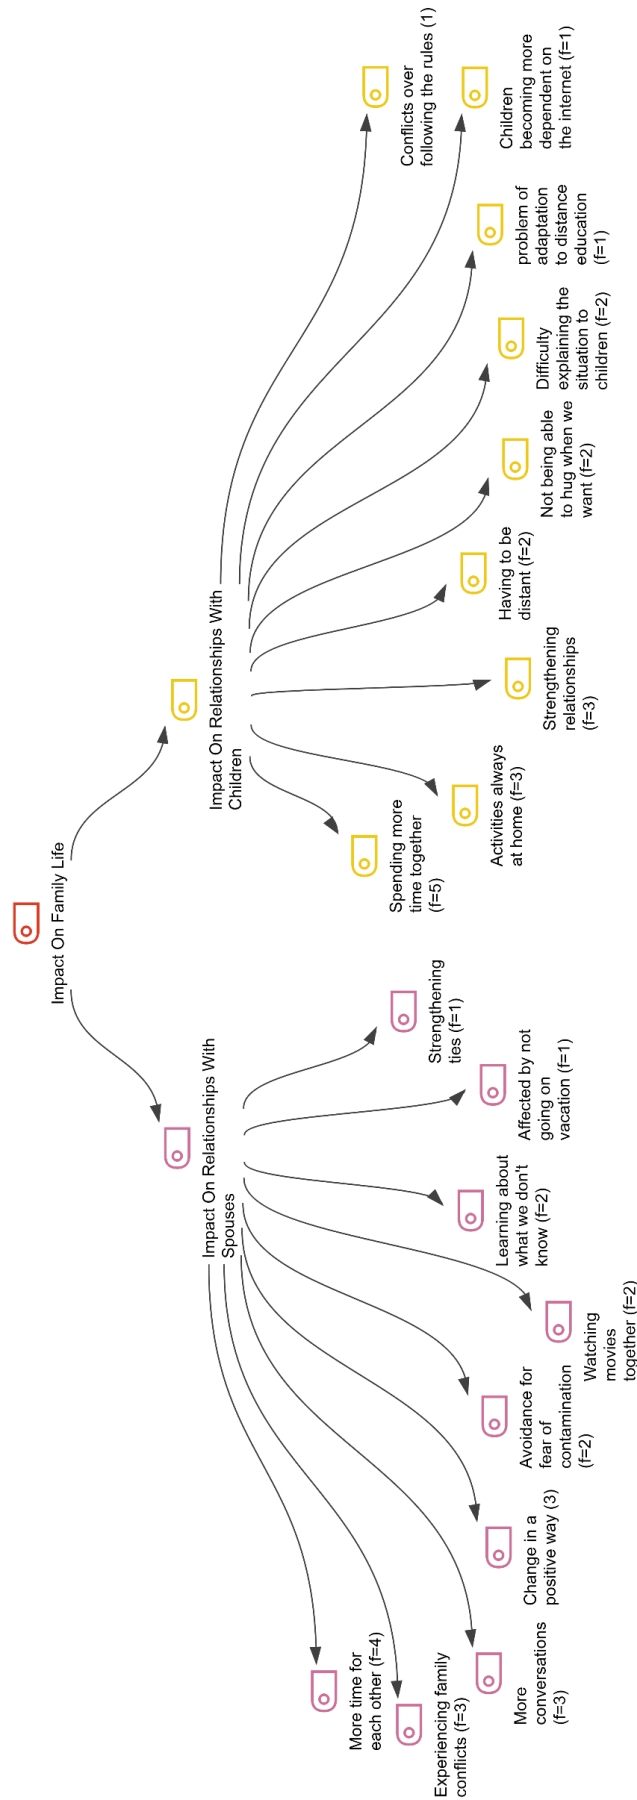 Impact On Family Life
Impact On Relationships With
Spouses
More time for
each other (f=4)
Experiencing family
conflicts (f=3)
More
conversations
(f=3)
Change in a
positive way (3)
Avoidance for
fear of
contamination
(f=2)
Watching
movies
together (f=2)
Learning about
what we don't
know (f=2)
Affected by not
going on
vacation (f=1)
Strengthening
ties (f=1)
Impact On Relationships With
Children
Spending more
time together
(f=5)
Activities always
at home (f=3)
Strengthening
relationships
(f=3)
Having to be
distant (f=2)
Not being able
to hug when we
want (f=2)
Difficulty
explaining the
situation to
children (f=2)
problem of
adaptation
to distance
education
(f=1)
Children
becoming more
dependent on
the internet (f=1)
Conflicts over
following the rules (1)